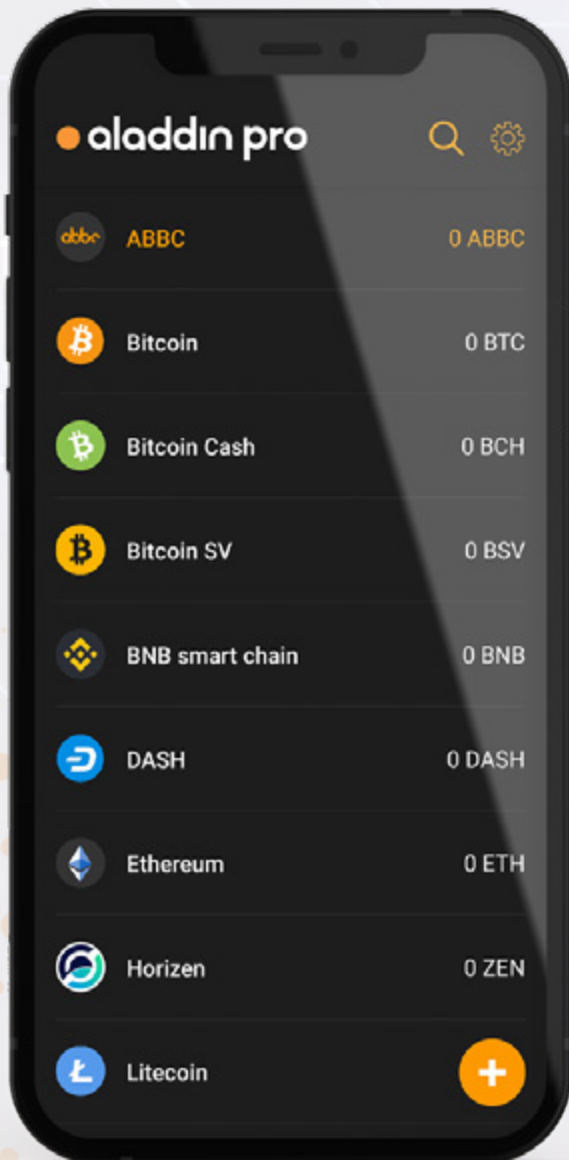 aladdin pro
abbc ABBC 0 ABBC
Bitcoin 0 BTC
Bitcoin Cash 0 BCH
Bitcoin SV 0 BSV
BNB smart chain 0 BNB
DASH 0 DASH
Ethereum 0 ETH
Horizen 0 ZEN
Litecoin